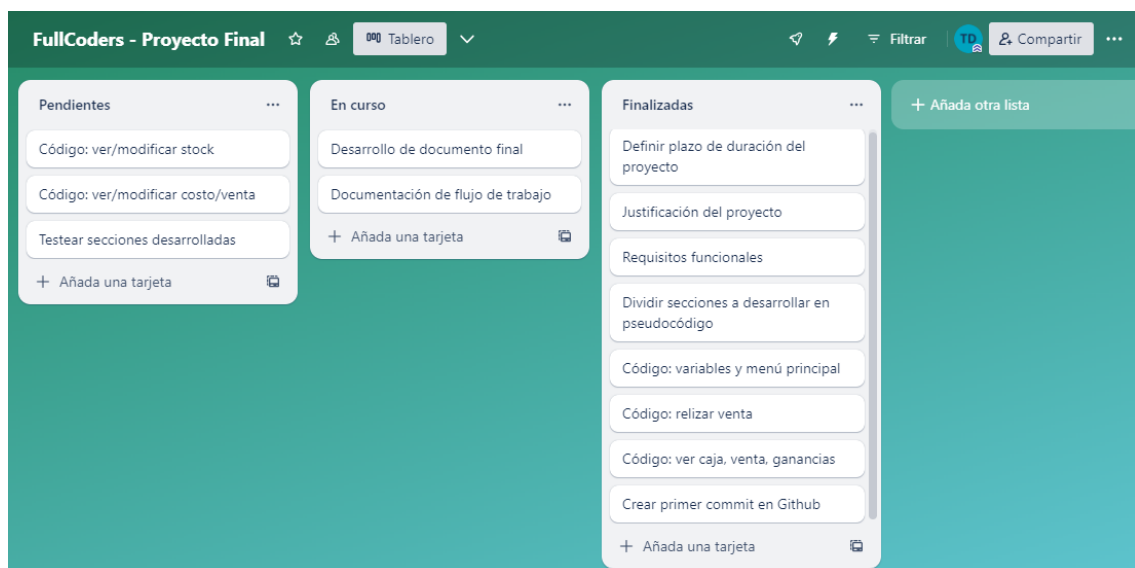 FullCoders - Proyecto Final
Tablero
Filtrar
TD
Compartir
Pendientes
Código: ver/modificar stock
Código: ver/modificar costo/venta
Testear secciones desarrolladas
+ Añada una tarjeta
En curso
Desarrollo de documento final
Documentación de flujo de trabajo
+ Añada una tarjeta
Finalizadas
Definir plazo de duración del
proyecto
Justificación del proyecto
Requisitos funcionales
Dividir secciones a desarrollar en
pseudocódigo
Código: variables y menú principal
Código: relizar venta
Código: ver caja, venta, ganancias
Crear primer commit en Github
+ Añada una tarjeta
+ Añada otra lista